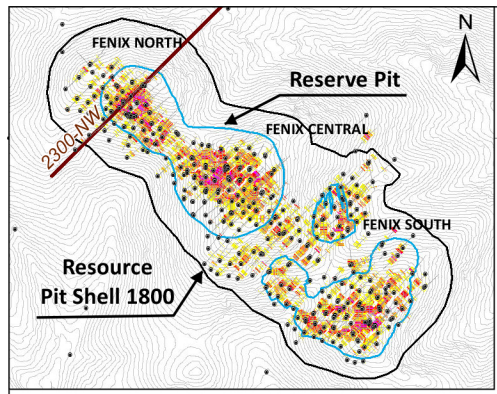 N
FENIX NORTH
Reserve Pit
FENIX CENTRAL
2300-NW
FENIX SOUTH
Resource
Pit Shell 1800